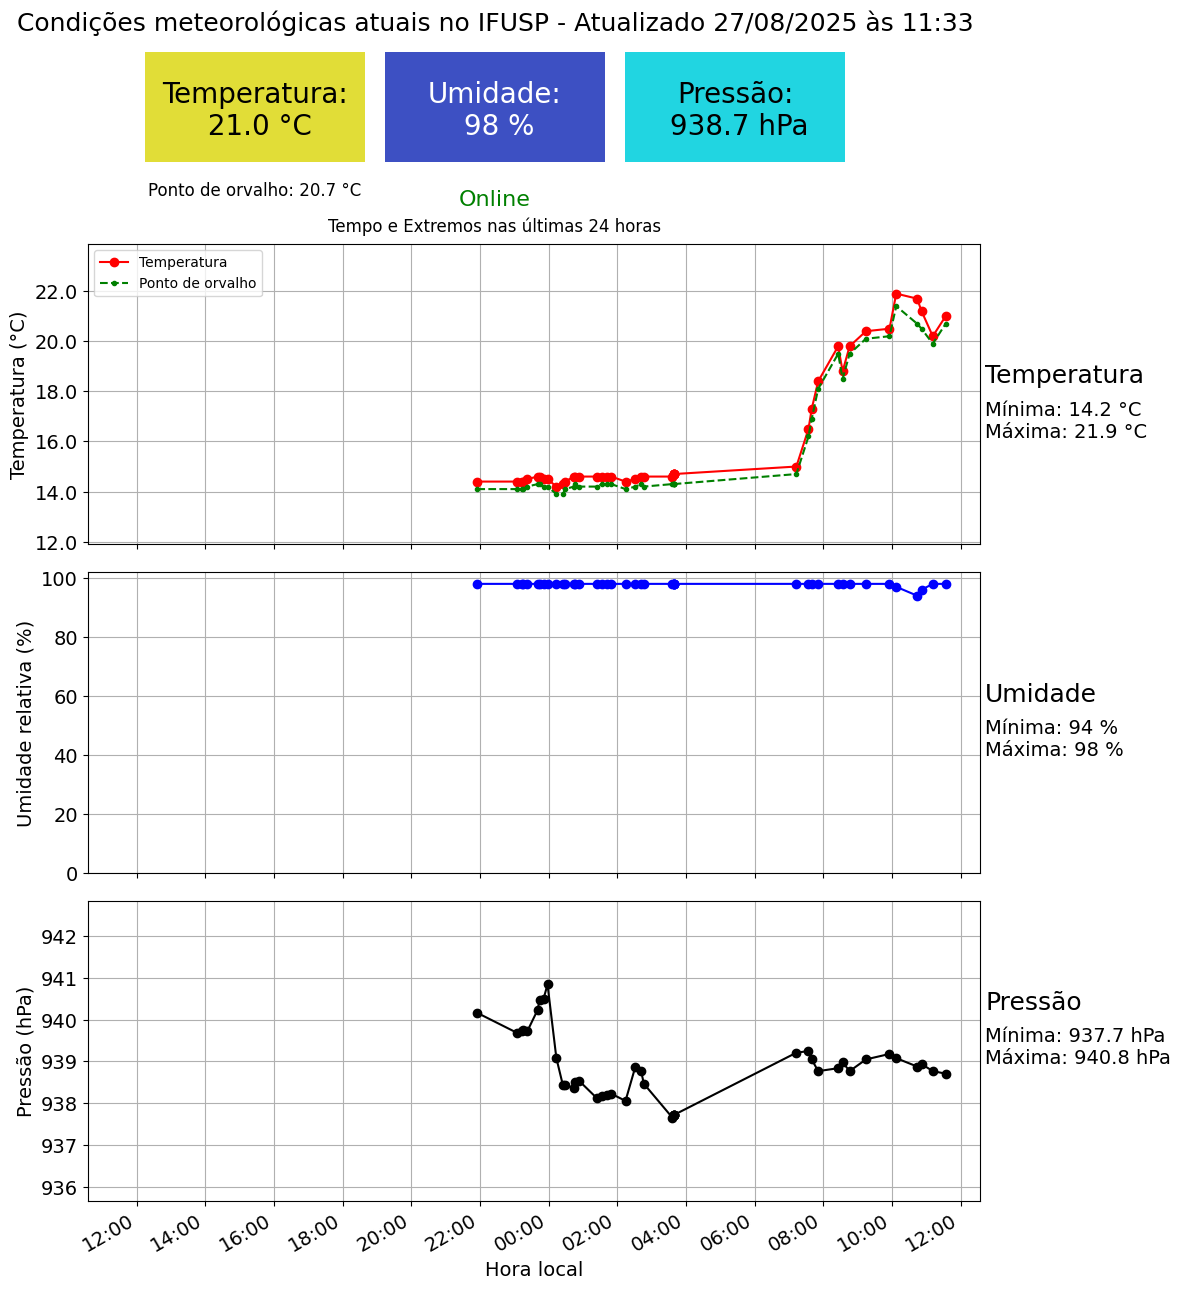 Condições meteorológicas atuais no IFUSP - Atualizado 27/08/2025 às 11:33
Temperatura:
21.0 °C
Umidade:
98 %
Pressão:
938.7 hPa
Ponto de orvalho: 20.7 °C
Online
Tempo e Extremos nas últimas 24 horas
Temperatura
Ponto de orvalho
Temperatura (°C)
22.0
20.0
18.0
16.0
14.0
12.0
Temperatura
Mínima: 14.2 °C
Máxima: 21.9 °C
Umidade relativa (%)
100
80
60
40
20
0
Umidade
Mínima: 94 %
Máxima: 98 %
Pressão (hPa)
942
941
940
939
938
937
936
Pressão
Mínima: 937.7 hPa
Máxima: 940.8 hPa
12:00 14:00 16:00 18:00 20:00 22:00 00:00 02:00 04:00 06:00 08:00 10:00 12:00
Hora local